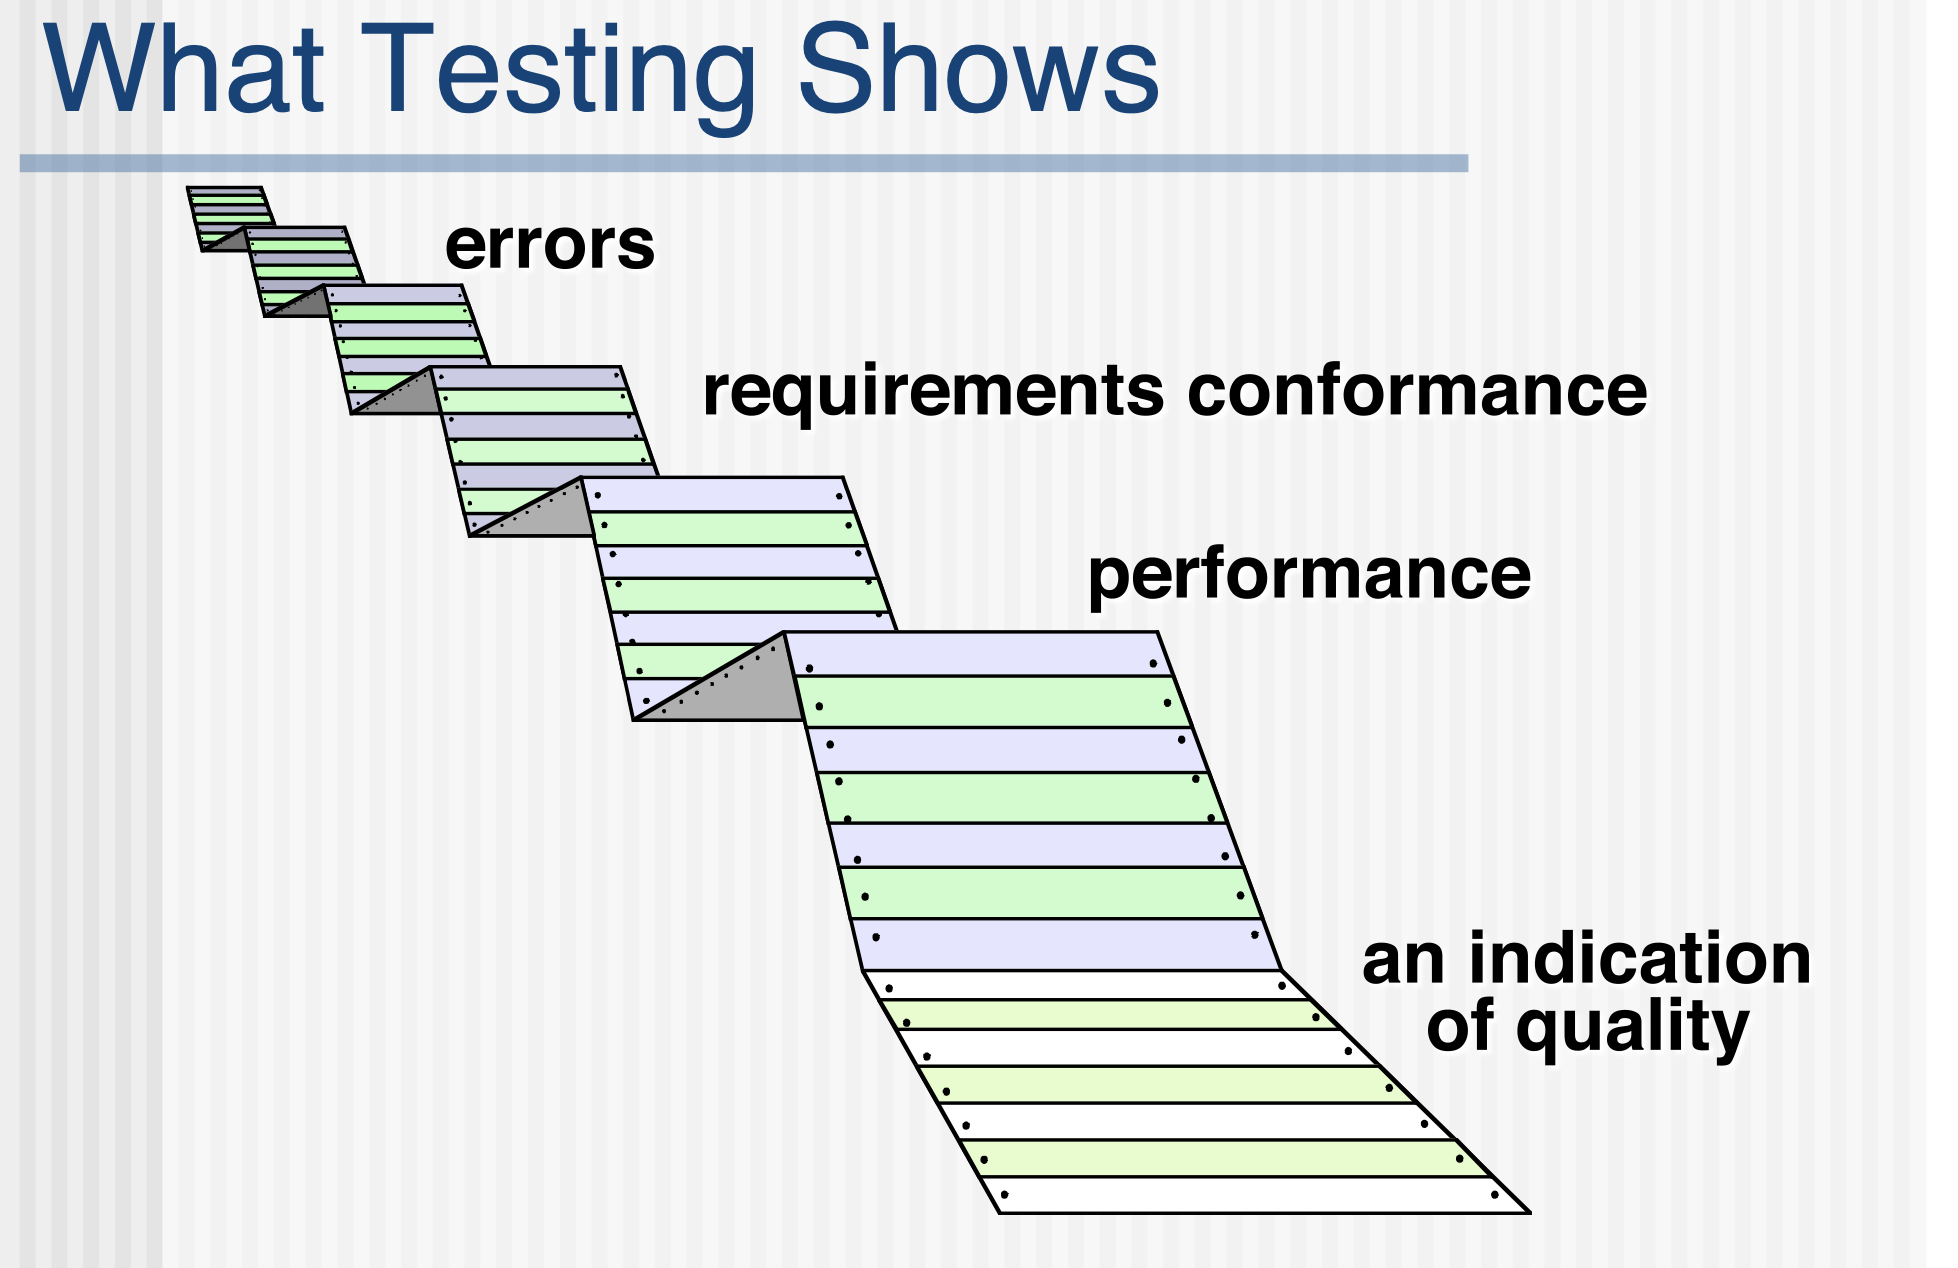 What Testing Shows
errors
requirements conformance
performance
an indication
of quality